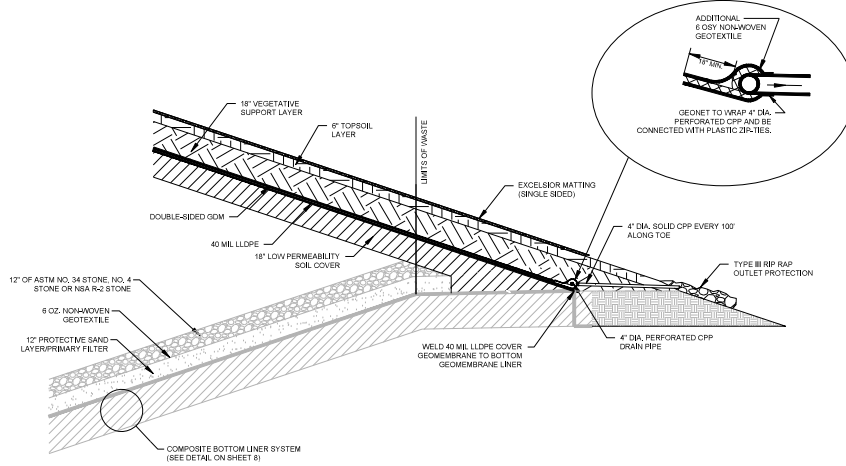 ADDITIONAL
6 OSY NON-WOVEN
GEOTEXTILE
18" MIN.
GEONET TO WRAP 4" DIA.
PERFORATED CPP AND BE
CONNECTED WITH PLASTIC ZIP-TIES.
18" VEGETATIVE
SUPPORT LAYER
6" TOPSOIL
LAYER
LIMITS OF WASTE
EXCELSIOR MATTING
(SINGLE SIDED)
DOUBLE-SIDED GDM
40 MIL LLDPE
18" LOW PERMEABILITY
SOIL COVER
4" DIA. SOLID CPP EVERY 100'
ALONG TOE
TYPE III RIP RAP
OUTLET PROTECTION
12" OF ASTM NO. 34 STONE, NO. 4
STONE OR NSA R-2 STONE
6 OZ. NON-WOVEN
GEOTEXTILE
12" PROTECTIVE SAND
LAYER/PRIMARY FILTER
WELD 40 MIL LLDPE COVER
GEOMEMBRANE TO BOTTOM
GEOMEMBRANE LINER
4" DIA. PERFORATED CPP
DRAIN PIPE
COMPOSITE BOTTOM LINER SYSTEM
(SEE DETAIL ON SHEET 8)